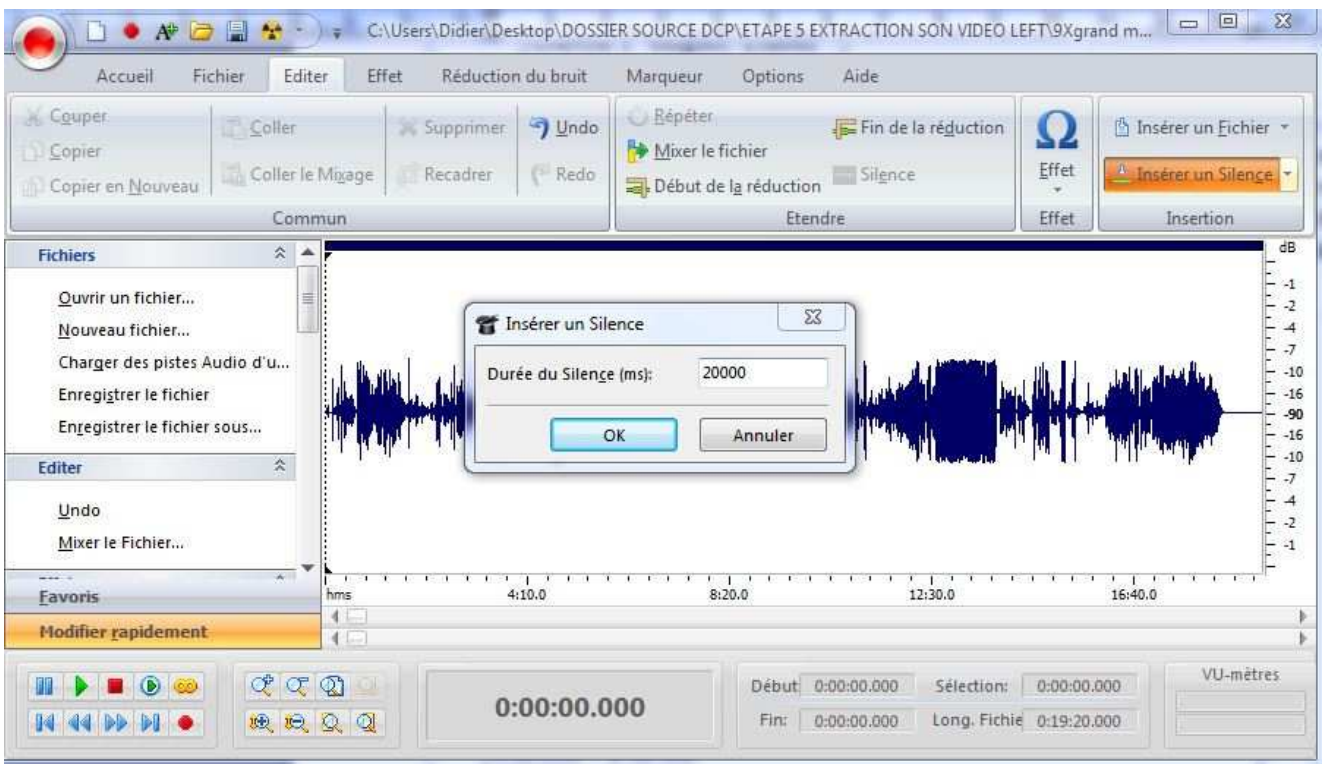 C:\Users\Didier\Desktop\DOSSIER SOURCE DCP\ETAPE 5 EXTRACTION SON VIDEO LEFT\9Xgrand m...
Accueil Fichier Editer Effet Réduction du bruit Marqueur Options Aide
Couper
Copier
Copier en Nouveau
Coller
Coller le Mixage
Supprimer
Recadrer
Undo
Redo
Commun
Répéter
Mixer le fichier
Début de la réduction
Fin de la réduction
Silence
Etendre
Effet
Effet
Insérer un Fichier
Insérer un Silence
Insertion
Fichiers
Ouvrir un fichier...
Nouveau fichier...
Charger des pistes Audio d'u...
Enregistrer le fichier
Enregistrer le fichier sous...
Editer
Undo
Mixer le Fichier...
Favoris
Modifier rapidement
Insérer un Silence
Durée du Silence (ms): 20000
OK Annuler
dB
-1
-2
-4
-7
-10
-16
-90
-16
-10
-7
-4
-2
-1
hms 4:10.0 8:20.0 12:30.0 16:40.0
0:00:00.000
Début 0:00:00.000 Sélection: 0:00:00.000
Fin: 0:00:00.000 Long. Fichie 0:19:20.000
VU-mètres